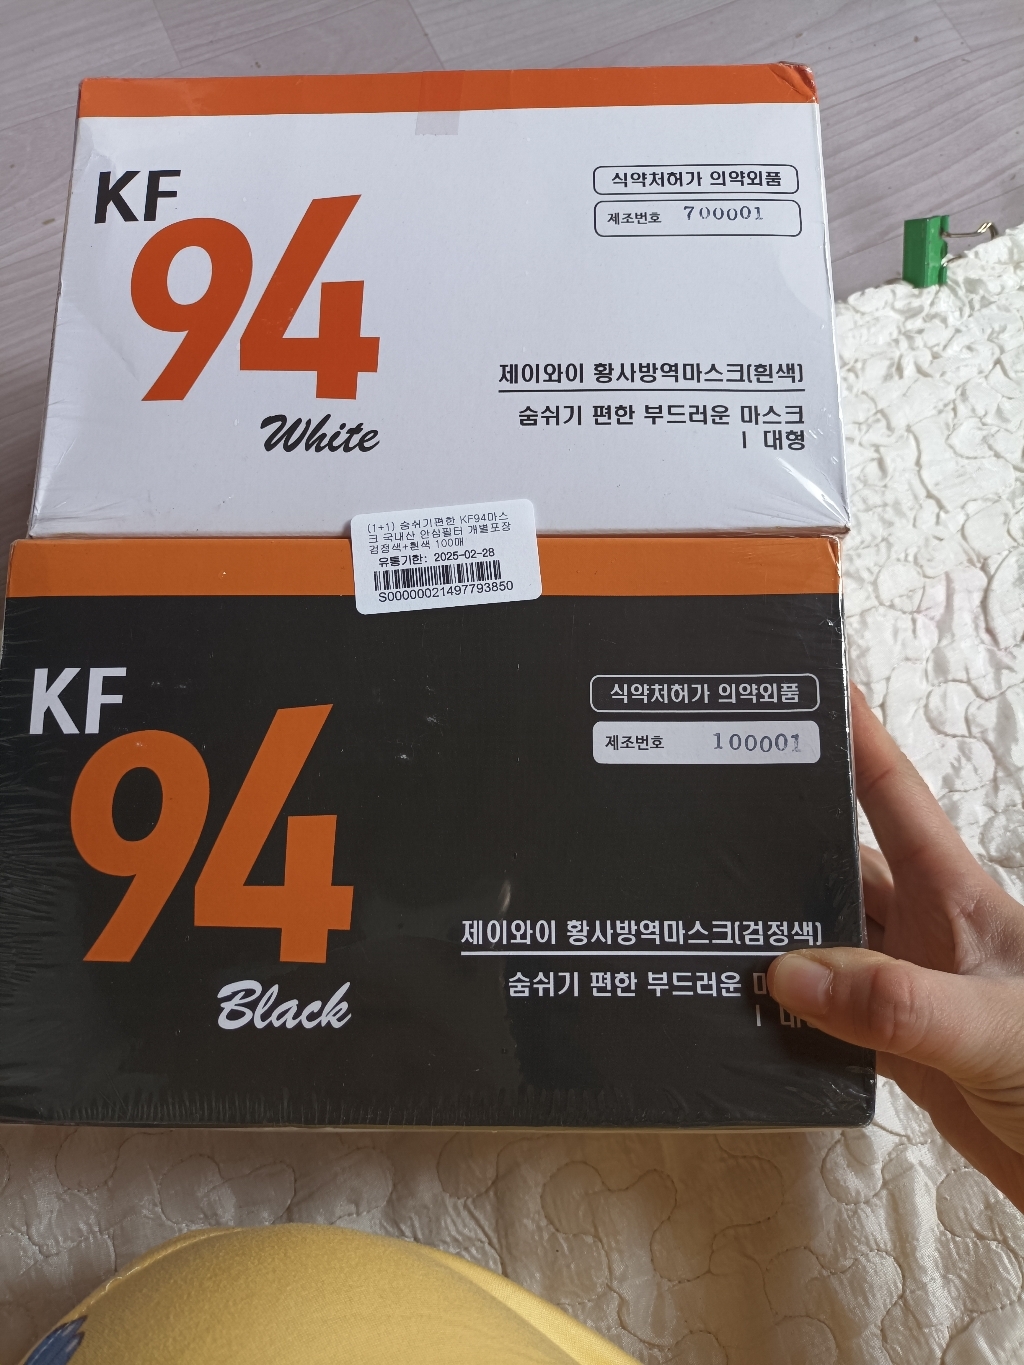 KF
94
White
식약처허가 의약외품
제조번호 700001
제이와이 황사방역마스크(흰색)
숨쉬기 편한 부드러운 마스크
| 대형
(1+1) 숨쉬기편한 KF94마스
크 국내산 안심필터 개별포장
검정색+흰색 100매
유통기한: 2025-02-28
S00000021497793850
KF
94
Black
식약처허가 의약외품
제조번호 100001
제이와이 황사방역마스크(검정색)
숨쉬기 편한 부드러운
|